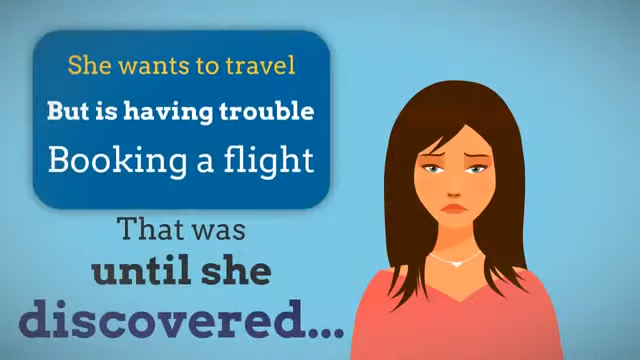 She wants to travel
But is having trouble
Booking a flight
That was
until she
discovered...